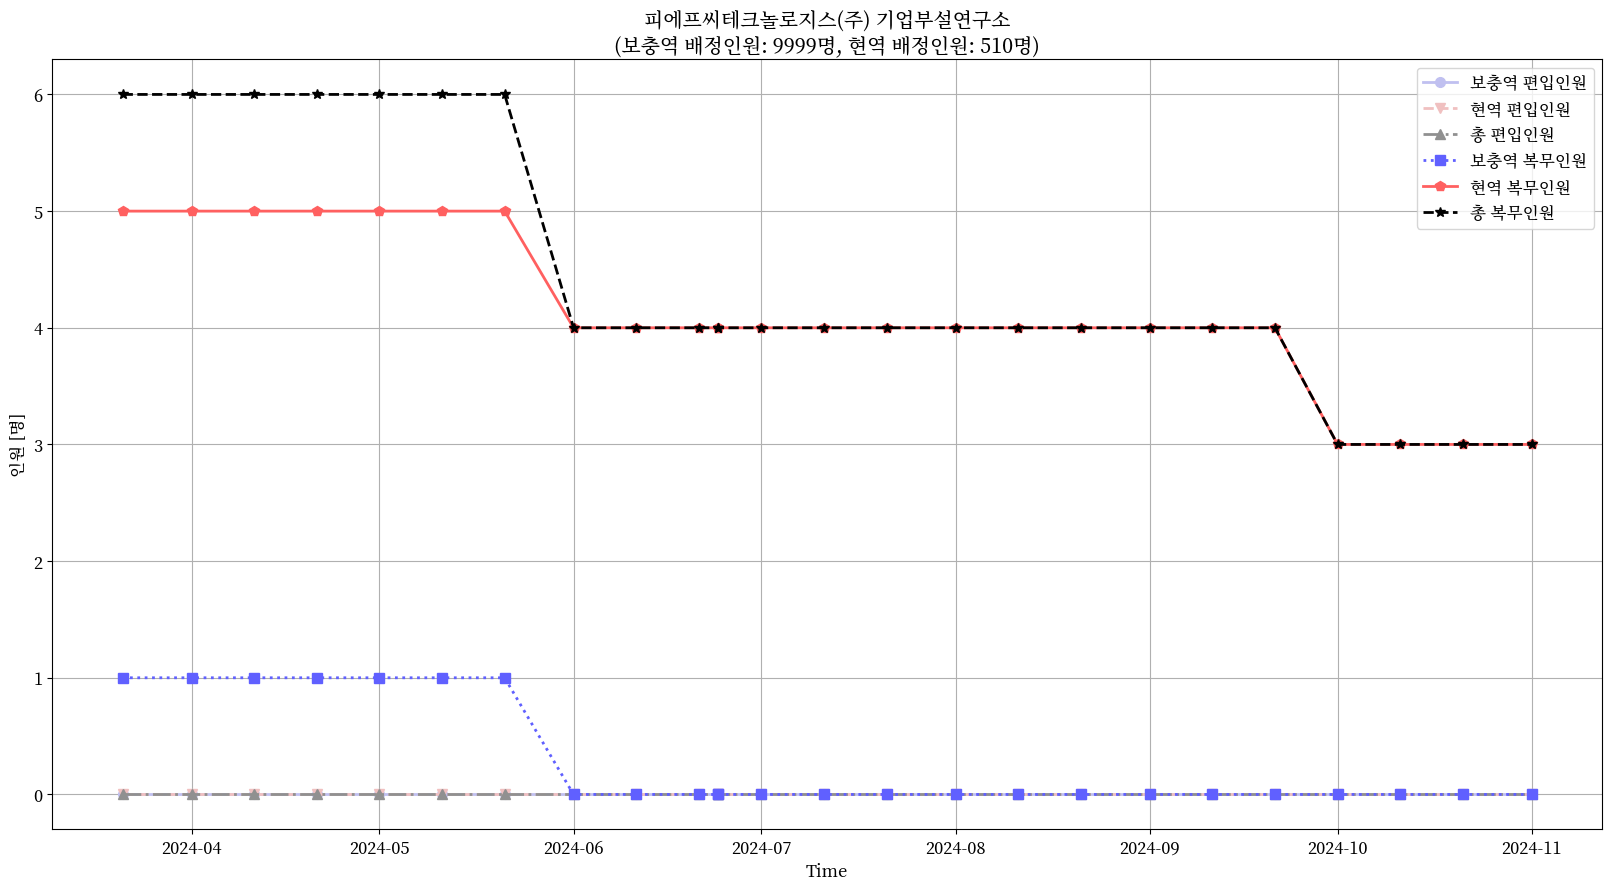 피에프씨테크놀로지스(주) 기업부설연구소
(보충역 배정인원: 9999명, 현역 배정인원: 510명)
보충역 편입인원
현역 편입인원
총 편입인원
보충역 복무인원
현역 복무인원
총 복무인원
인원 [명]
6
5
4
3
2
1
0
2024-04
2024-05
2024-06
2024-07
2024-08
2024-09
2024-10
2024-11
Time